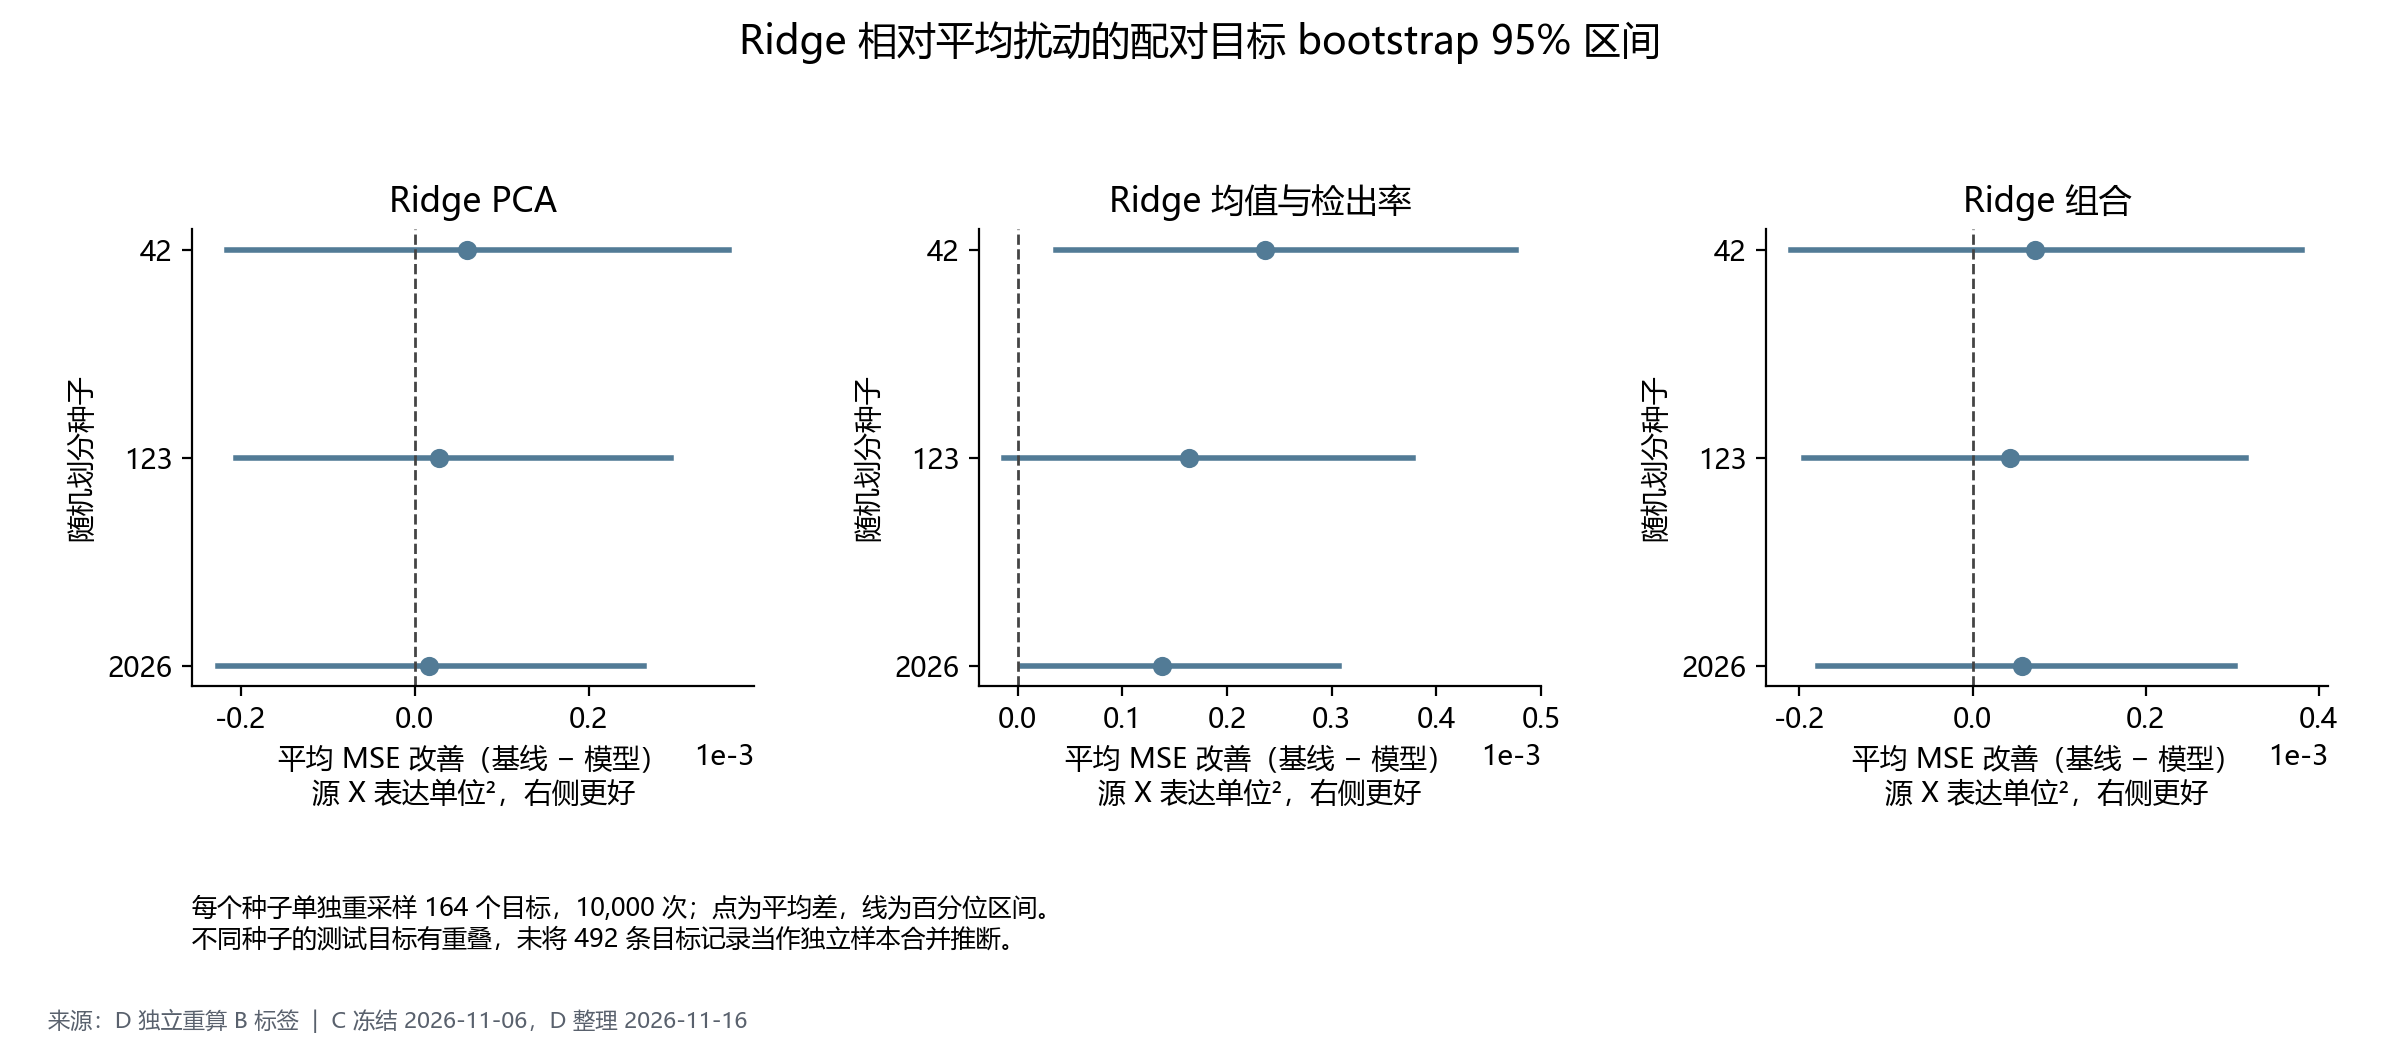 Ridge 相对平均扰动的配对目标 bootstrap 95% 区间
Ridge PCA
42
123
2026
随机划分种子
-0.2
0.0
0.2
平均 MSE 改善（基线 − 模型）
1e-3
源 X 表达单位²，右侧更好
Ridge 均值与检出率
42
123
2026
随机划分种子
0.0
0.1
0.2
0.3
0.4
0.5
平均 MSE 改善（基线 − 模型）
1e-3
源 X 表达单位²，右侧更好
Ridge 组合
42
123
2026
随机划分种子
-0.2
0.0
0.2
0.4
平均 MSE 改善（基线 − 模型）
1e-3
源 X 表达单位²，右侧更好
每个种子单独重采样 164 个目标，10,000 次；点为平均差，线为百分位区间。
不同种子的测试目标有重叠，未将 492 条目标记录当作独立样本合并推断。
来源：D 独立重算 B 标签 | C 冻结 2026-11-06，D 整理 2026-11-16